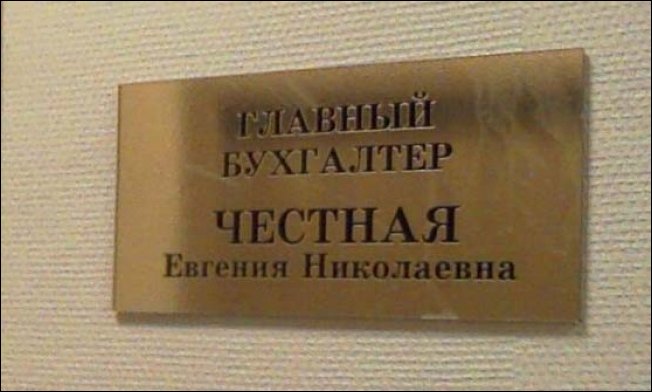 ГЛАВНЫЙ
БУХГАЛТЕР
ЧЕСТНАЯ
Евгения Николаевна